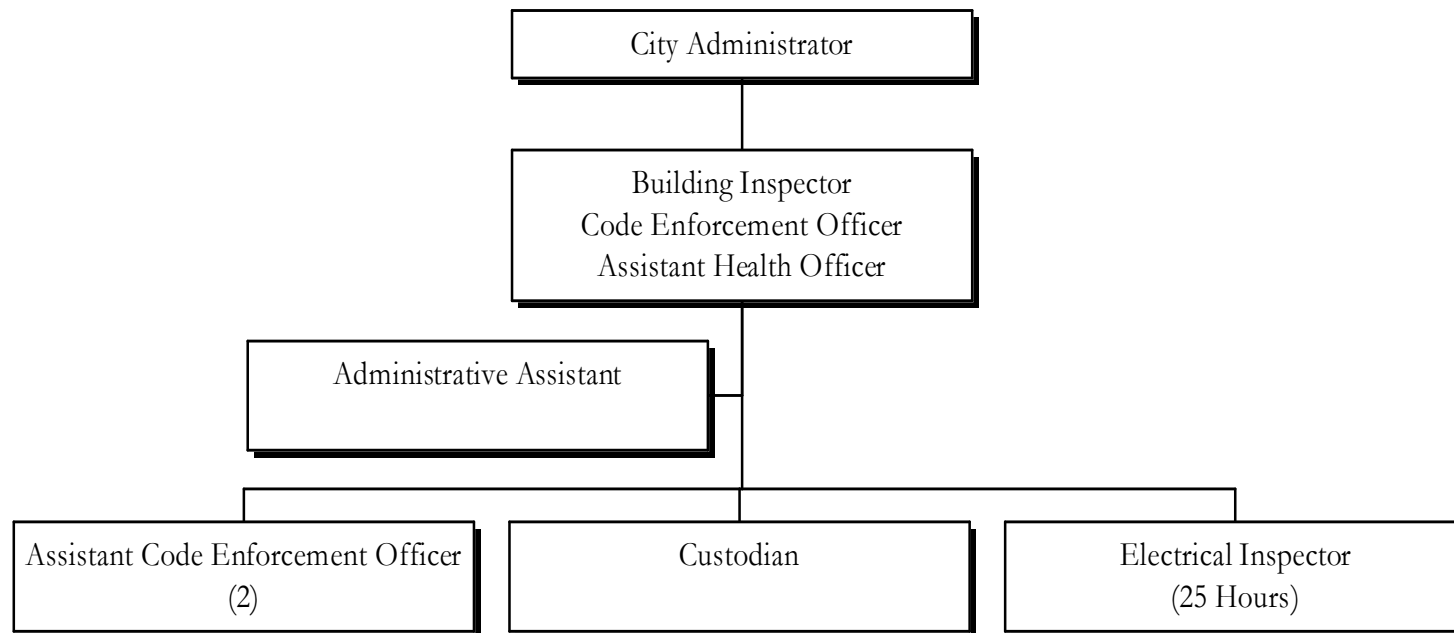 City Administrator
Building Inspector
Code Enforcement Officer
Assistant Health Officer
Administrative Assistant
Assistant Code Enforcement Officer
(2)
Custodian
Electrical Inspector
(25 Hours)